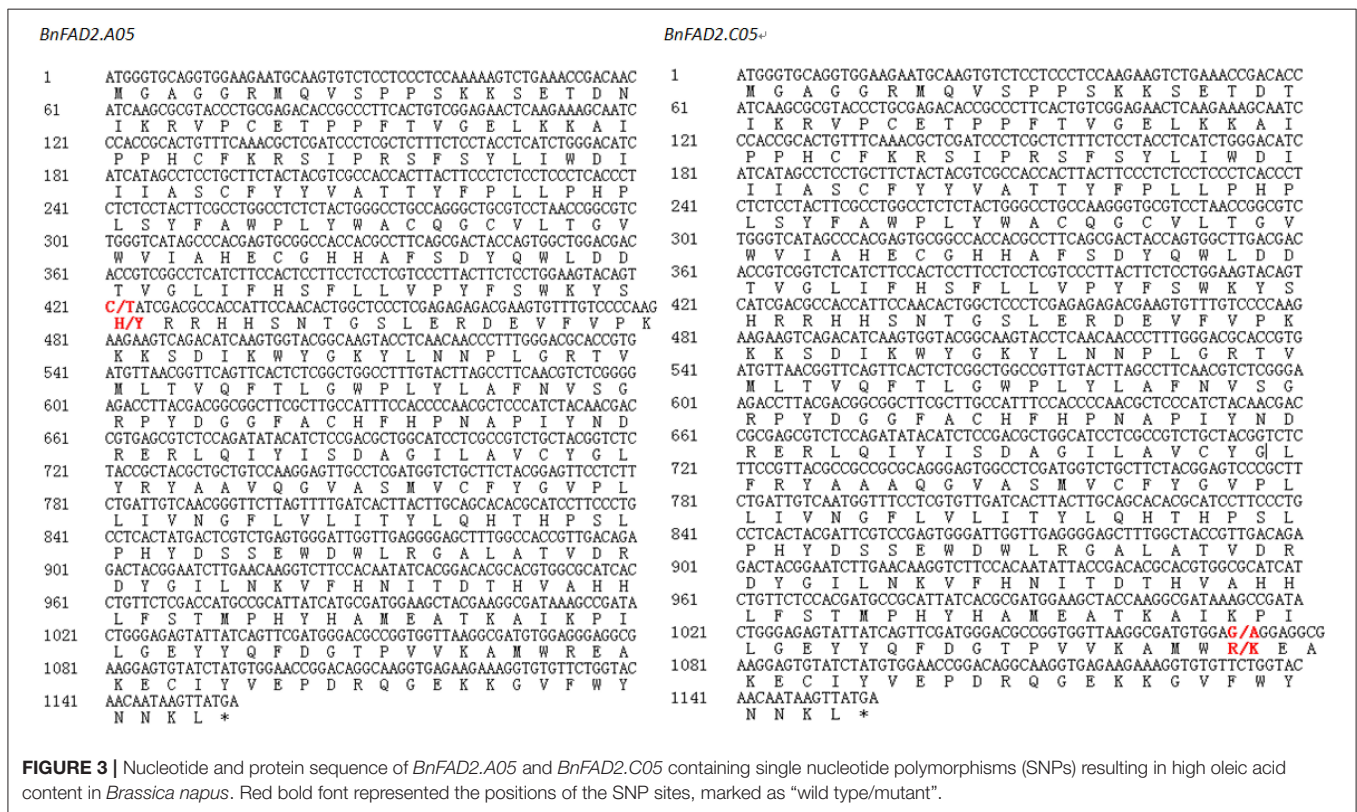 BnFAD2.A05
1 ATGGGTGCAGGTGGAAGAATGCAAGTGTCTCCTCCCTCCAAAAAGTCTGAAACCGACAAC
M G A G G R M Q V S P P S K K S E T D N
61 ATCAAGCGCGTACCCTGCGAGACACCGCCCTTCACTGTCGGAGAACTCAAGAAAGCAATC
I K R V P C E T P P F T V G E L K K A I
121 CCACCGCACTGTTTCAAACGCTCGATCCCTCGCTCTTTCTCCTACCTCATCTGGGACATC
P P H C F K R S I P R S F S Y L I W D I
181 ATCATAGCCTCCTGCTTCTACTACGTCGCCACCACTTACTTCCCTCTCCTCCCTCACCCT
I I A S C F Y Y V A T T Y F P L L P H P
241 CTCTCCTACTTCGCCTGGCCTCTCTACTGGGCCTGCCAGGGCTGCGTCCTAACCGGCGTC
L S Y F A W P L Y W A C Q G C V L T G V
301 TGGGTCATAGCCCACGAGTGCGGCCACCACGCCTTCAGCGACTACCAGTGGCTGGACGAC
W V I A H E C G H H A F S D Y Q W L D D
361 ACCGTCGGCCTCATCTTCCACTCCTTCCTCCTCGTCCCTTACTTCTCCTGGAAGTACAGT
T V G L I F H S F L L V P Y F S W K Y S
421 C/TATCGACGCCACCATTCCAACACTGGCTCCCTCGAGAGAGACGAAGTGTTTGTCCCCAAG
H/Y R R H H S N T G S L E R D E V F V P K
481 AAGAAGTCAGACATCAAGTGGTACGGCAAGTACCTCAACAACCCTTTGGGACGCACCGTG
K K S D I K W Y G K Y L N N P L G R T V
541 ATGTTAACGGTTCAGTTCACTCTCGGCTGGCCTTTGTACTTAGCCTTCAACGTCTCGGGG
M L T V Q F T L G W P L Y L A F N V S G
601 AGACCTTACGACGGCGGCTTCGCTTGCCATTTCCACCCCAACGCTCCCATCTACAACGAC
R P Y D G G F A C H F H P N A P I Y N D
661 CGTGAGCGTCTCCAGATATACATCTCCGACGCTGGCATCCTCGCCGTCTGCTACGGTCTC
R E R L Q I Y I S D A G I L A V C Y G L
721 TACCGCTACGCTGCTGTCCAAGGAGTTGCCTCGATGGTCTGCTTCTACGGAGTTCCTCTT
Y R Y A A V Q G V A S M V C F Y G V P L
781 CTGATTGTCAACGGGTTCTTAGTTTTGATCACTTACTTGCAGCACACGCATCCTTCCCTG
L I V N G F L V L I T Y L Q H T H P S L
841 CCTCACTATGACTCGTCTGAGTGGGATTGGTTGAGGGGAGCTTTGGCCACCGTTGACAGA
P H Y D S S E W D W L R G A L A T V D R
901 GACTACGGAATCTTGAACAAGGTCTTCCACAATATCACGGACACGCACGTGGCGCATCAC
D Y G I L N K V F H N I T D T H V A H H
961 CTGTTCTCGACCATGCCGCATTATCATGCGATGGAAGCTACGAAGGCGATAAAGCCGATA
L F S T M P H Y H A M E A T K A I K P I
1021 CTGGGAGAGTATTATCAGTTCGATGGGACGCCGGTGGTTAAGGCGATGTGGAGGGAGGCG
L G E Y Y Q F D G T P V V K A M W R E A
1081 AAGGAGTGTATCTATGTGGAACCGGACAGGCAAGGTGAGAAGAAAGGTGTGTTCTGGTAC
K E C I Y V E P D R Q G E K K G V F W Y
1141 AACAATAAGTTATGA
N N K L *
BnFAD2.C05↵
1 ATGGGTGCAGGTGGAAGAATGCAAGTGTCTCCTCCCTCCAAGAAGTCTGAAACCGACACC
M G A G G R M Q V S P P S K K S E T D T
61 ATCAAGCGCGTACCCTGCGAGACACCGCCCTTCACTGTCGGAGAACTCAAGAAAGCAATC
I K R V P C E T P P F T V G E L K K A I
121 CCACCGCACTGTTTCAAACGCTCGATCCCTCGCTCTTTCTCCTACCTCATCTGGGACATC
P P H C F K R S I P R S F S Y L I W D I
181 ATCATAGCCTCCTGCTTCTACTACGTCGCCACCACTTACTTCCCTCTCCTCCCTCACCCT
I I A S C F Y Y V A T T Y F P L L P H P
241 CTCTCCTACTTCGCCTGGCCTCTCTACTGGGCCTGCCAAGGGTGCGTCCTAACCGGCGTC
L S Y F A W P L Y W A C Q G C V L T G V
301 TGGGTCATAGCCCACGAGTGCGGCCACCACGCCTTCAGCGACTACCAGTGGCTTGACGAC
W V I A H E C G H H A F S D Y Q W L D D
361 ACCGTCGGTCTCATCTTCCACTCCTTCCTCCTCGTCCCTTACTTCTCCTGGAAGTACAGT
T V G L I F H S F L L V P Y F S W K Y S
421 CATCGACGCCACCATTCCAACACTGGCTCCCTCGAGAGAGACGAAGTGTTTGTCCCCAAG
H R R H H S N T G S L E R D E V F V P K
481 AAGAAGTCAGACATCAAGTGGTACGGCAAGTACCTCAACAACCCTTTGGGACGCACCGTG
K K S D I K W Y G K Y L N N P L G R T V
541 ATGTTAACGGTTCAGTTCACTCTCGGCTGGCCGTTGTACTTAGCCTTCAACGTCTCGGGA
M L T V Q F T L G W P L Y L A F N V S G
601 AGACCTTACGACGGCGGCTTCGCTTGCCATTTCCACCCCAACGCTCCCATCTACAACGAC
R P Y D G G F A C H F H P N A P I Y N D
661 CGCGAGCGTCTCCAGATATACATCTCCGACGCTGGCATCCTCGCCGTCTGCTACGGTCTC
R E R L Q I Y I S D A G I L A V C Y G L
721 TTCCGTTACGCCGCCGCGCAGGGAGTGGCCTCGATGGTCTGCTTCTACGGAGTCCCGCTT
F R Y A A A Q G V A S M V C F Y G V P L
781 CTGATTGTCAATGGTTTCCTCGTGTTGATCACTTACTTGCAGCACACGCATCCTTCCCTG
L I V N G F L V L I T Y L Q H T H P S L
841 CCTCACTACGATTCGTCCGAGTGGGATTGGTTGAGGGGAGCTTTGGCTACCGTTGACAGA
P H Y D S S E W D W L R G A L A T V D R
901 GACTACGGAATCTTGAACAAGGTCTTCCACAATATTACCGACACGCACGTGGCGCATCAT
D Y G I L N K V F H N I T D T H V A H H
961 CTGTTCTCCACGATGCCGCATTATCACGCGATGGAAGCTACCAAGGCGATAAAGCCGATA
L F S T M P H Y H A M E A T K A I K P I
1021 CTGGGAGAGTATTATCAGTTCGATGGGACGCCGGTGGTTAAGGCGATGTGGAG/AGGAGGCG
L G E Y Y Q F D G T P V V K A M W R/K E A
1081 AAGGAGTGTATCTATGTGGAACCGGACAGGCAAGGTGAGAAGAAAGGTGTGTTCTGGTAC
K E C I Y V E P D R Q G E K K G V F W Y
1141 AACAATAAGTTATGA
N N K L *
FIGURE 3 | Nucleotide and protein sequence of BnFAD2.A05 and BnFAD2.C05 containing single nucleotide polymorphisms (SNPs) resulting in high oleic acid
content in Brassica napus. Red bold font represented the positions of the SNP sites, marked as “wild type/mutant”.